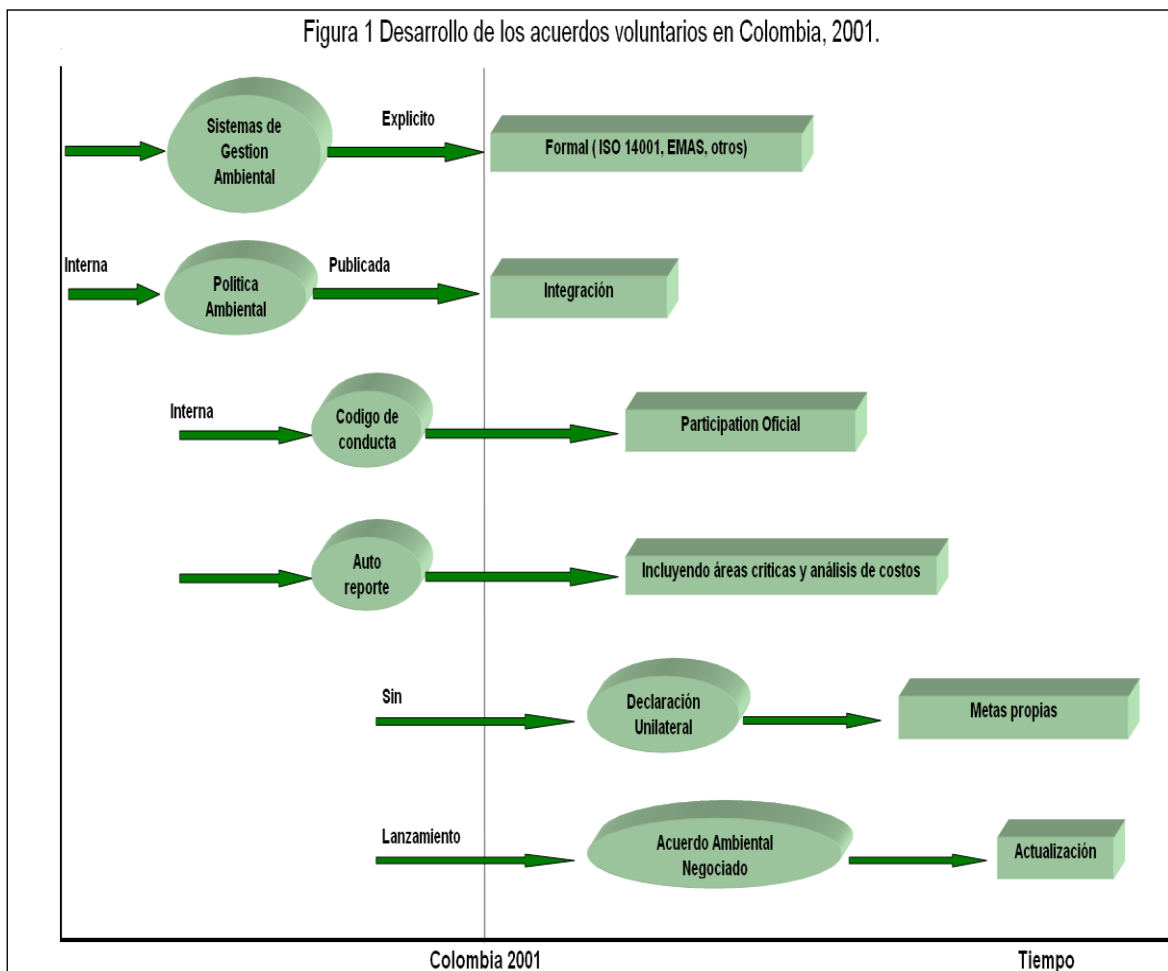 Figura 1 Desarrollo de los acuerdos voluntarios en Colombia, 2001.
Explicito
Sistemas de
Gestion
Ambiental
Formal ( ISO 14001, EMAS, otros)
Interna
Publicada
Politica
Ambiental
Integración
Interna
Codigo de
conducta
Participation Oficial
Auto
reporte
Incluyendo áreas criticas y análisis de costos
Sin
Declaración
Unilateral
Metas propias
Lanzamiento
Acuerdo Ambiental
Negociado
Actualización
Colombia 2001
Tiempo